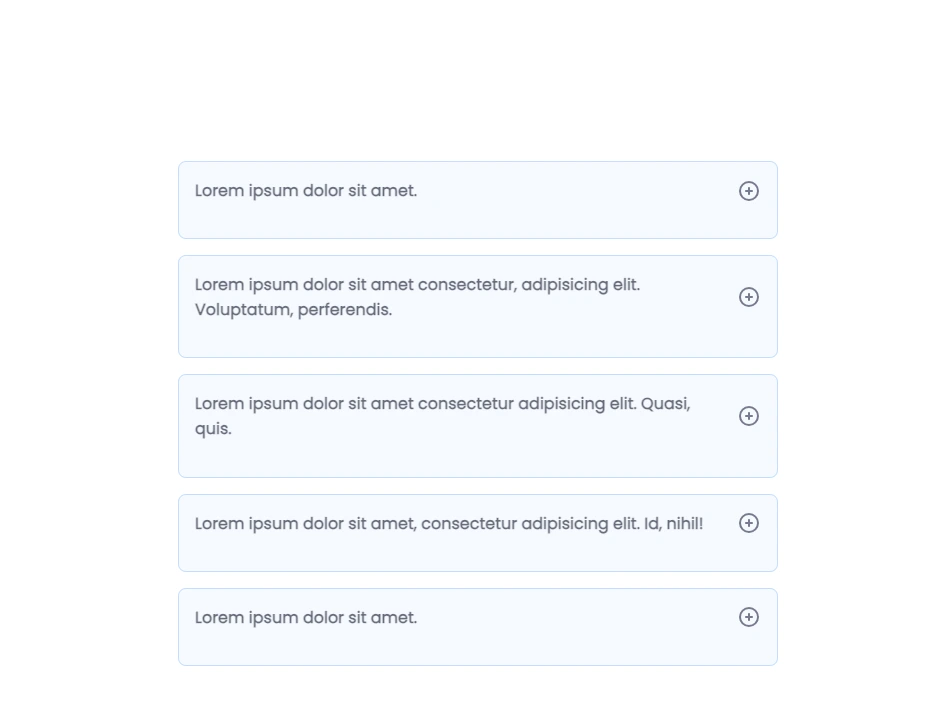 Lorem ipsum dolor sit amet.
Lorem ipsum dolor sit amet consectetur, adipisicing elit.
Voluptatum, perferendis.
Lorem ipsum dolor sit amet consectetur adipisicing elit. Quasi,
quis.
Lorem ipsum dolor sit amet, consectetur adipisicing elit. Id, nihil!
Lorem ipsum dolor sit amet.